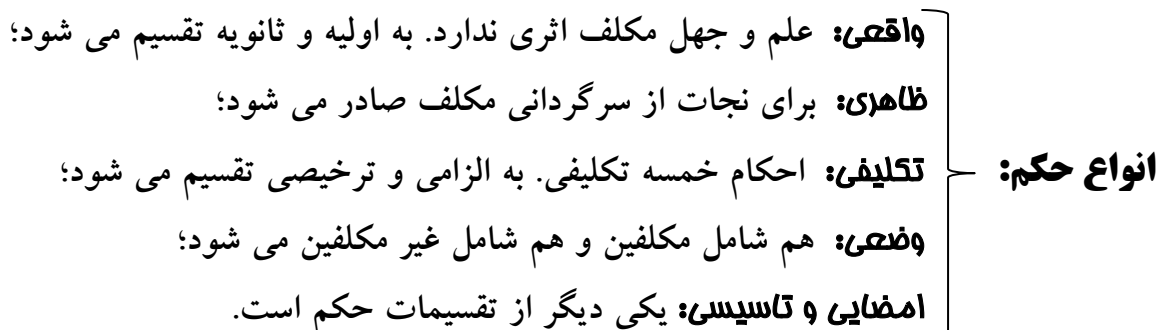 انواع حکم:
واقعی: علم و جهل مکلف اثری ندارد. به اولیه و ثانویه تقسیم می شود؛
ظاهری: برای نجات از سرگردانی مکلف صادر می شود؛
تکلیفی: احکام خمسه تکلیفی. به الزامی و ترخیصی تقسیم می شود؛
وضعی: هم شامل مکلفین و هم شامل غیر مکلفین می شود؛
امضایی و تاسیسی: یکی دیگر از تقسیمات حکم است.